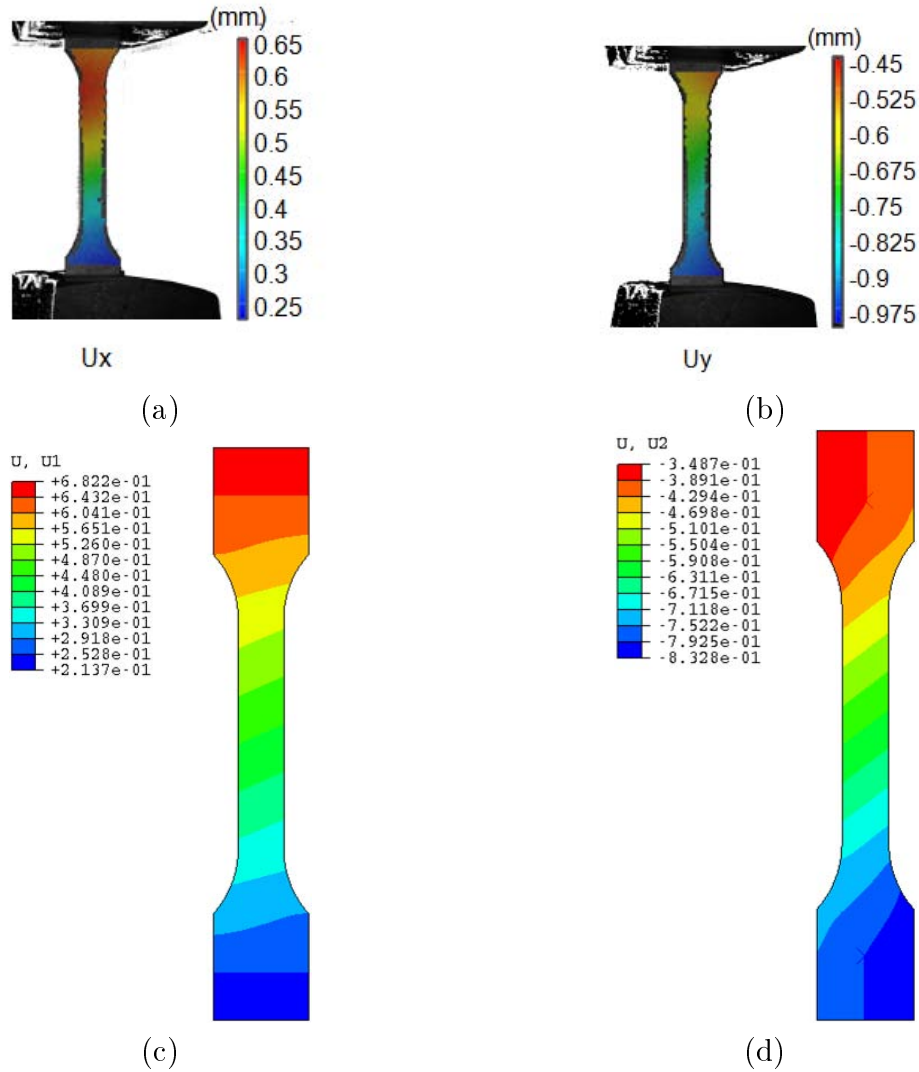 (mm)
0.65
0.6
0.55
0.5
0.45
0.4
0.35
0.3
0.25
Ux
(a)
(mm)
-0.45
-0.525
-0.6
-0.675
-0.75
-0.825
-0.9
-0.975
Uy
(b)
U, U1
+6.822e-01
+6.432e-01
+6.041e-01
+5.651e-01
+5.260e-01
+4.870e-01
+4.480e-01
+4.089e-01
+3.699e-01
+3.309e-01
+2.918e-01
+2.528e-01
+2.137e-01
(c)
U, U2
-3.487e-01
-3.891e-01
-4.294e-01
-4.698e-01
-5.101e-01
-5.504e-01
-5.908e-01
-6.311e-01
-6.715e-01
-7.118e-01
-7.522e-01
-7.925e-01
-8.328e-01
(d)